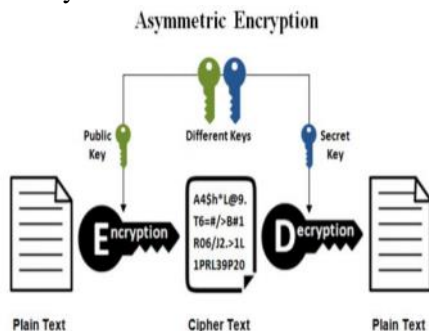 Asymmetric Encryption
Public
Key
Different Keys
Secret
Key
Encryption
A4$h*L@9.
T6=#/>B#1
R06/J2.>1L
1PRL39P20
Decryption
Plain Text
Cipher Text
Plain Text